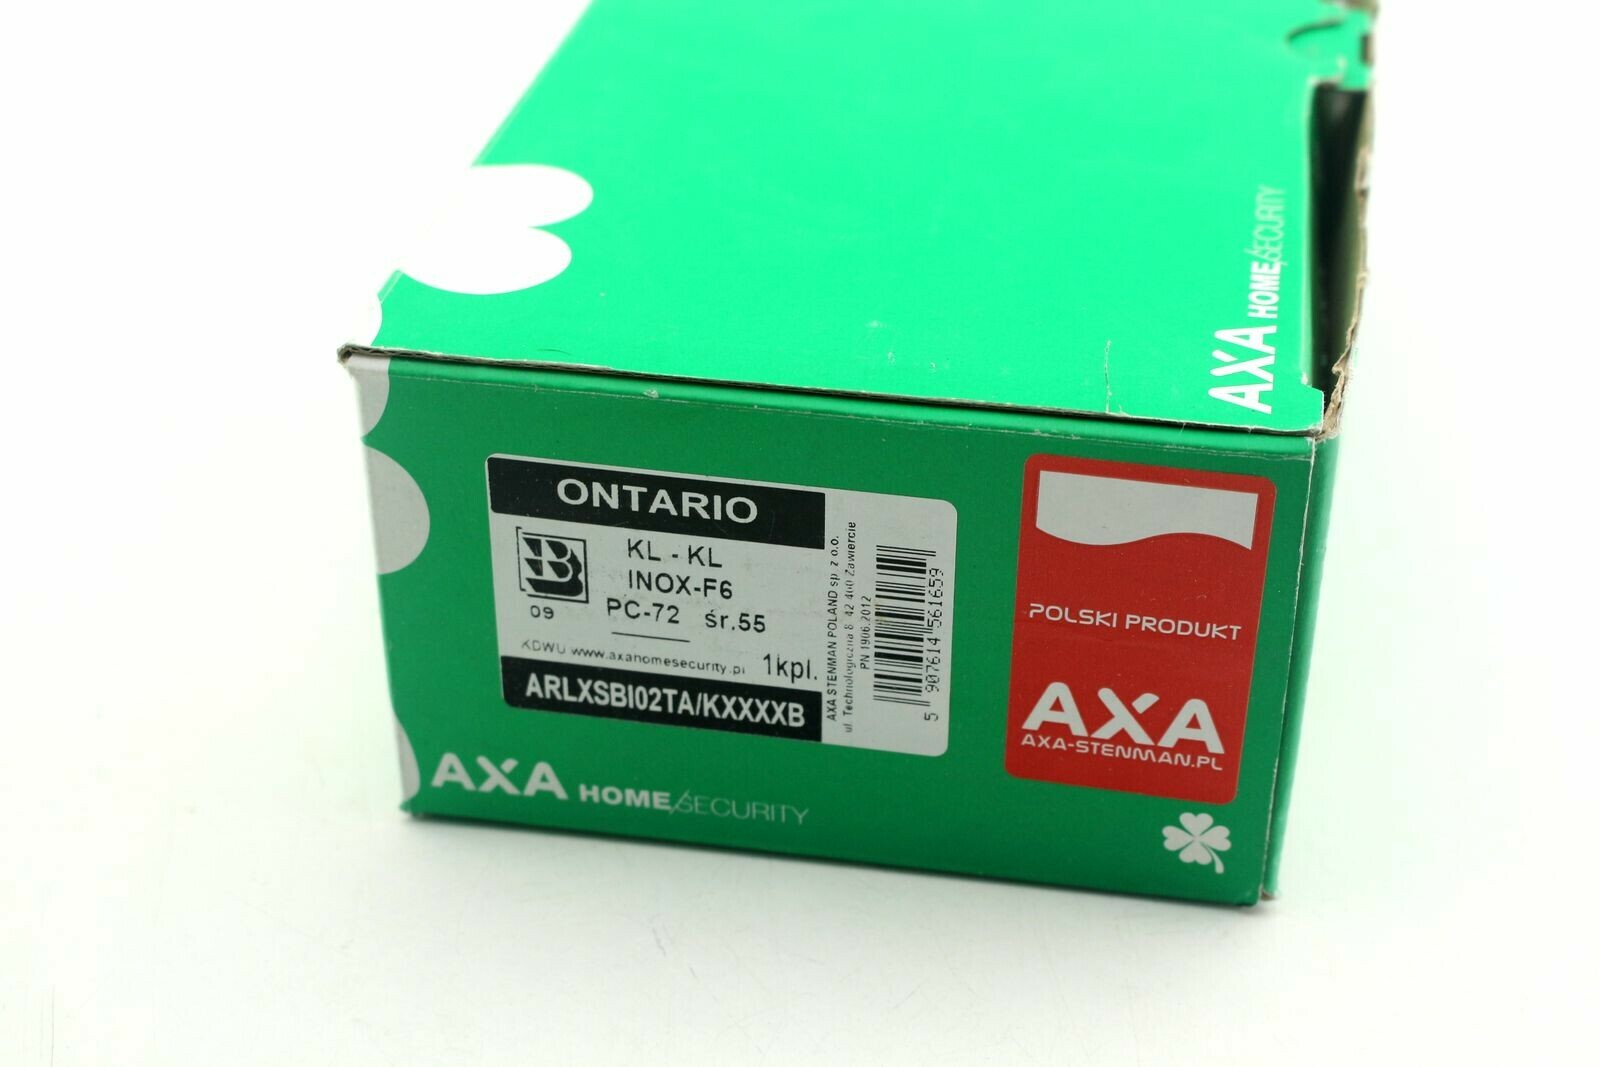 AXA HOME/SECURITY
ONTARIO
B
09
KL - KL
INOX-F6
PC-72 śr.55
KDWU www.axahomesecurity.pl 1kpl.
ARLXSBI02TA/KXXXXB
AXA STENMAN POLAND sp. z o.o.
ul. Technologiczna 8, 42 400 Zawiercie
PN 1906.2012
5 907614 561659
POLSKI PRODUKT
AXA
AXA-STENMAN.PL
AXA HOME/SECURITY